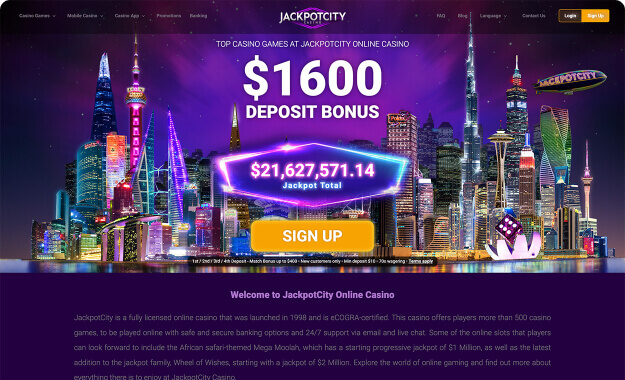 Casino Games Mobile Casino Casino App Promotions Banking JACKPOTCITY CASINO FAQ Blog Language Contact Us Login Sign Up
TOP CASINO GAMES AT JACKPOTCITY ONLINE CASINO
$1600
DEPOSIT BONUS
JACKPOTCITY
$21,627,571.14
Jackpot Total
SIGN UP
1st / 2nd / 3rd / 4th Deposit - Match Bonus up to $400 - New customers only - Min deposit $10 - 70x wagering - Terms apply
Welcome to JackpotCity Online Casino
JackpotCity is a fully licensed online casino that was launched in 1998 and is eCOGRA-certified. This casino offers players more than 500 casino
games, to be played online with safe and secure banking options and 24/7 support via email and live chat. Some of the online slots that players
can look forward to include the African safari-themed Mega Moolah, which has a starting progressive jackpot of $1 Million, as well as the latest
addition to the jackpot family, Wheel of Wishes, starting with a jackpot of $2 Million. Explore the world of online gaming and find out more about
everything there is to enjoy at JackpotCity Casino.